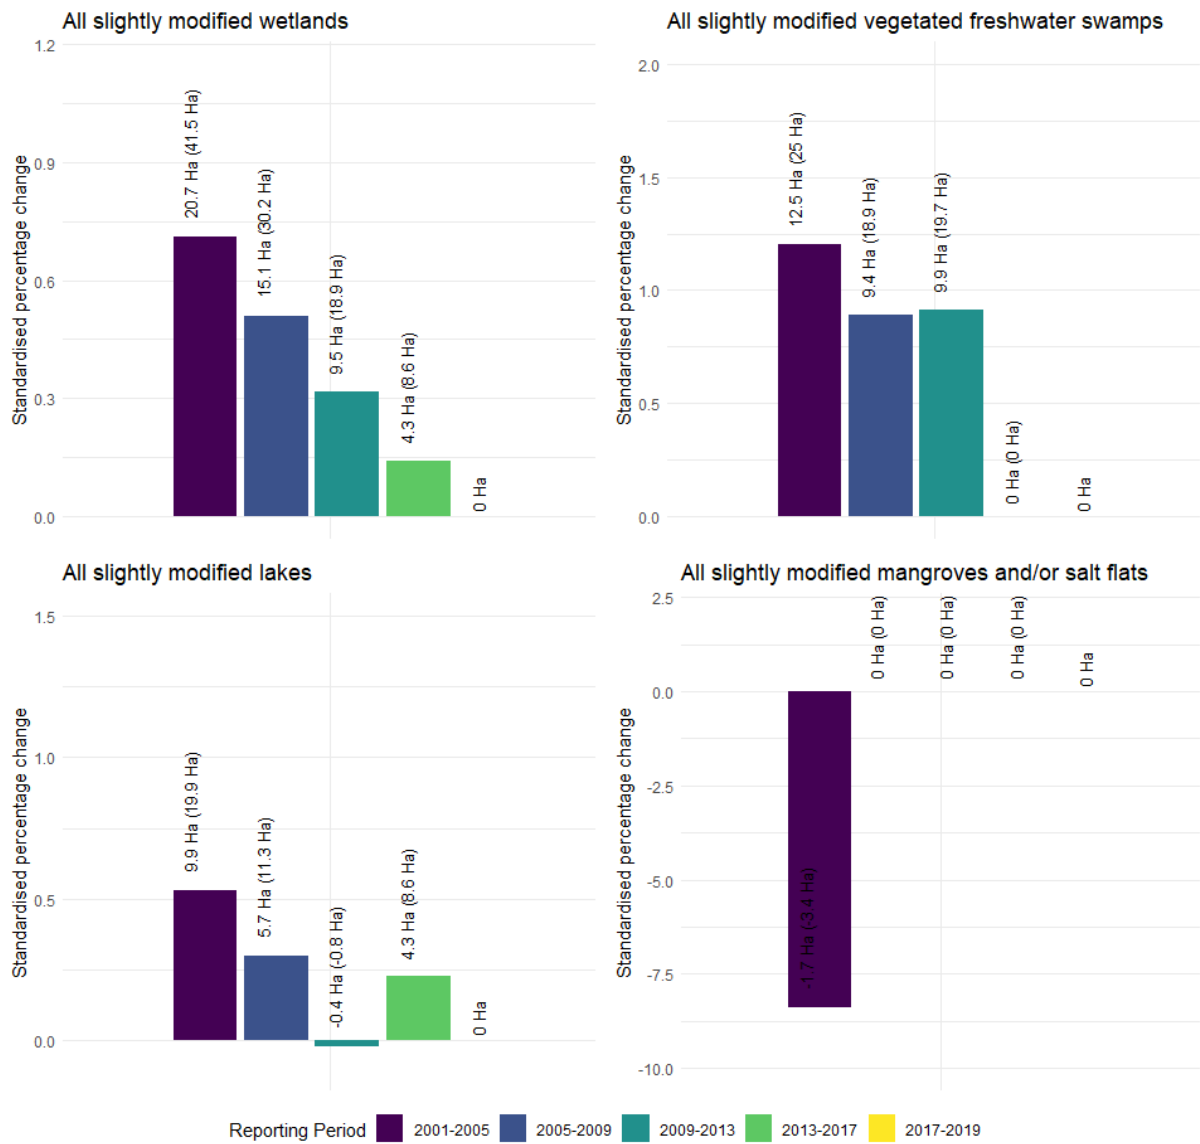 All slightly modified wetlands
Standardised percentage change
1.2
0.9
0.6
0.3
0.0
20.7 Ha (41.5 Ha)
15.1 Ha (30.2 Ha)
9.5 Ha (18.9 Ha)
4.3 Ha (8.6 Ha)
0 Ha
All slightly modified vegetated freshwater swamps
Standardised percentage change
2.0
1.5
1.0
0.5
0.0
12.5 Ha (25 Ha)
9.4 Ha (18.9 Ha)
9.9 Ha (19.7 Ha)
0 Ha (0 Ha)
0 Ha
All slightly modified lakes
Standardised percentage change
1.5
1.0
0.5
0.0
9.9 Ha (19.9 Ha)
5.7 Ha (11.3 Ha)
-0.4 Ha (-0.8 Ha)
4.3 Ha (8.6 Ha)
0 Ha
All slightly modified mangroves and/or salt flats
Standardised percentage change
2.5
0.0
-2.5
-5.0
-7.5
-10.0
-1.7 Ha (-3.4 Ha)
0 Ha (0 Ha)
0 Ha (0 Ha)
0 Ha (0 Ha)
0 Ha
Reporting Period 2001-2005 2005-2009 2009-2013 2013-2017 2017-2019